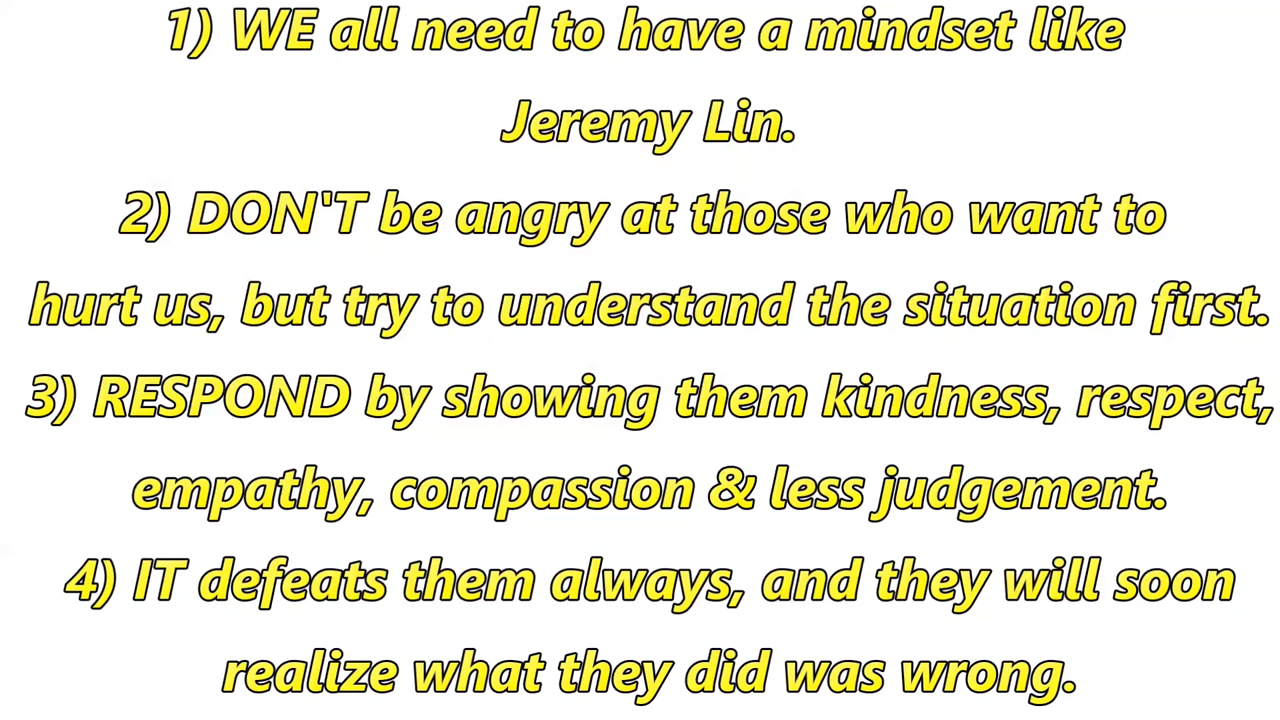 1) WE all need to have a mindset like
Jeremy Lin.
2) DON'T be angry at those who want to
hurt us, but try to understand the situation first.
3) RESPOND by showing them kindness, respect,
empathy, compassion & less judgement.
4) IT defeats them always, and they will soon
realize what they did was wrong.